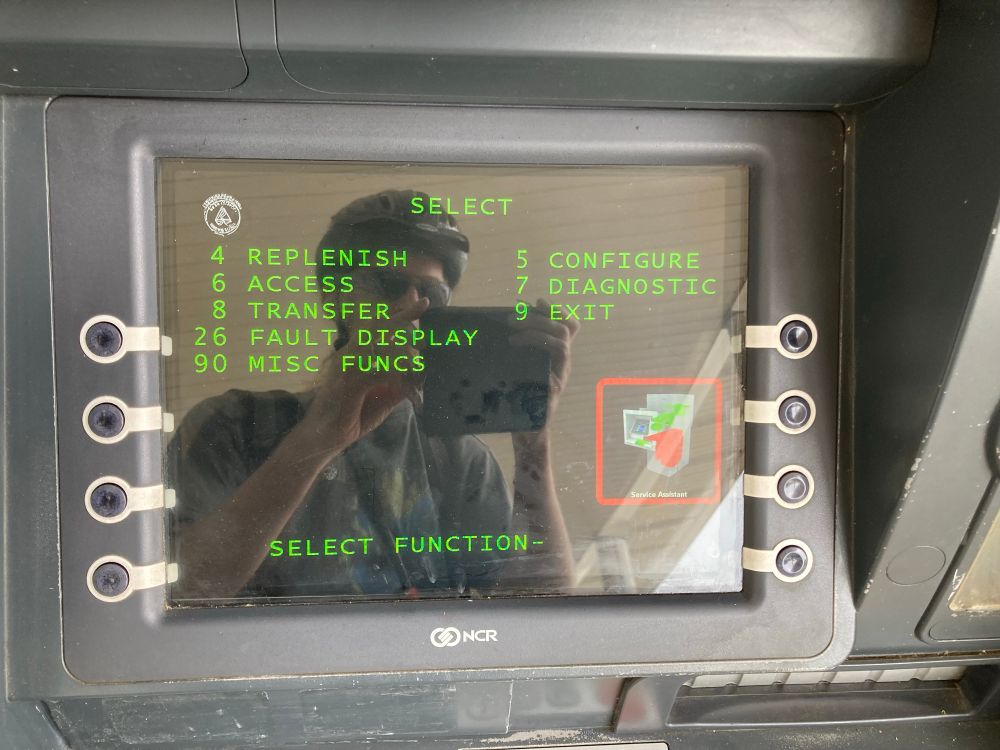 SELECT
4 REPLENISH 5 CONFIGURE
6 ACCESS 7 DIAGNOSTIC
8 TRANSFER 9 EXIT
26 FAULT DISPLAY
90 MISC FUNCS
Service Assistant
SELECT FUNCTION-
NCR